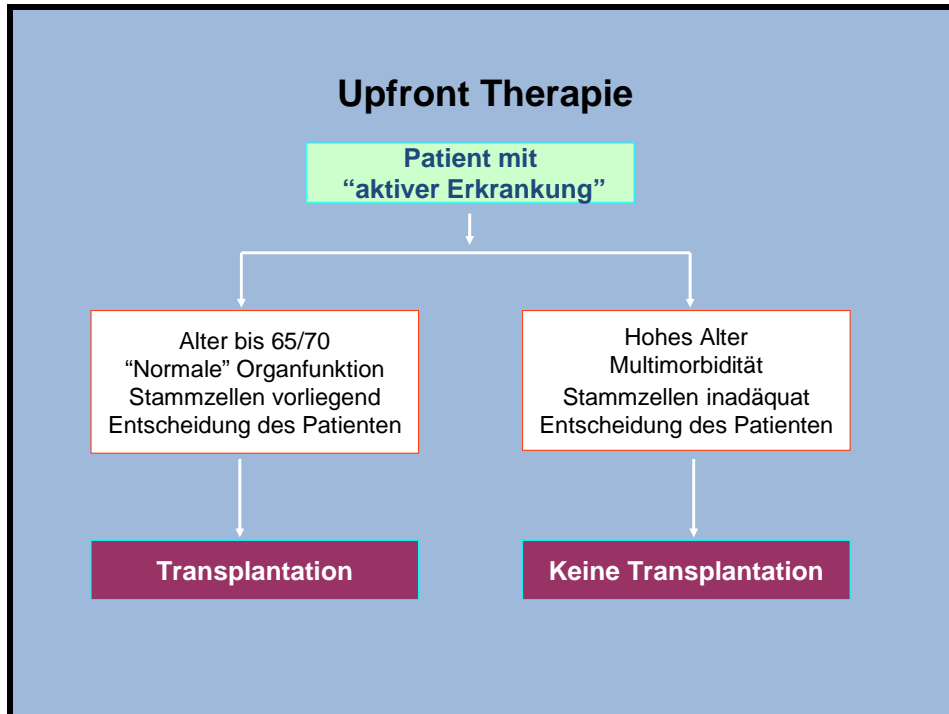 Upfront Therapie
Patient mit
“aktiver Erkrankung”
Alter bis 65/70
“Normale” Organfunktion
Stammzellen vorliegend
Entscheidung des Patienten
Hohes Alter
Multimorbidität
Stammzellen inadäquat
Entscheidung des Patienten
Transplantation
Keine Transplantation